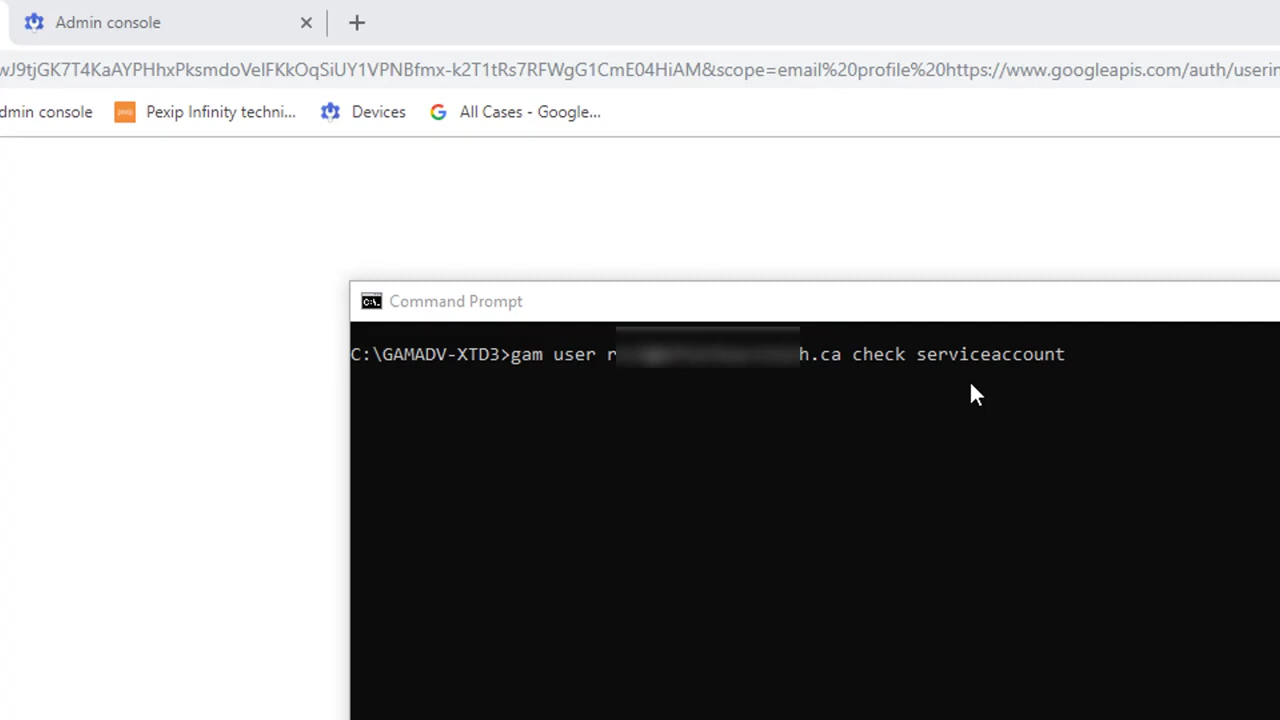 Admin console
wJ9tjGK7T4KaAYPHhxPksmdoVelFKkOqSiUY1VPNBfmx-k2T1tRs7RFWgG1CmE04HiAM&scope=email%20profile%20https://www.googleapis.com/auth/userin
dmin console Pexip Infinity techni... Devices All Cases - Google...
Command Prompt
C:\GAMADV-XTD3>gam user r h.ca check serviceaccount